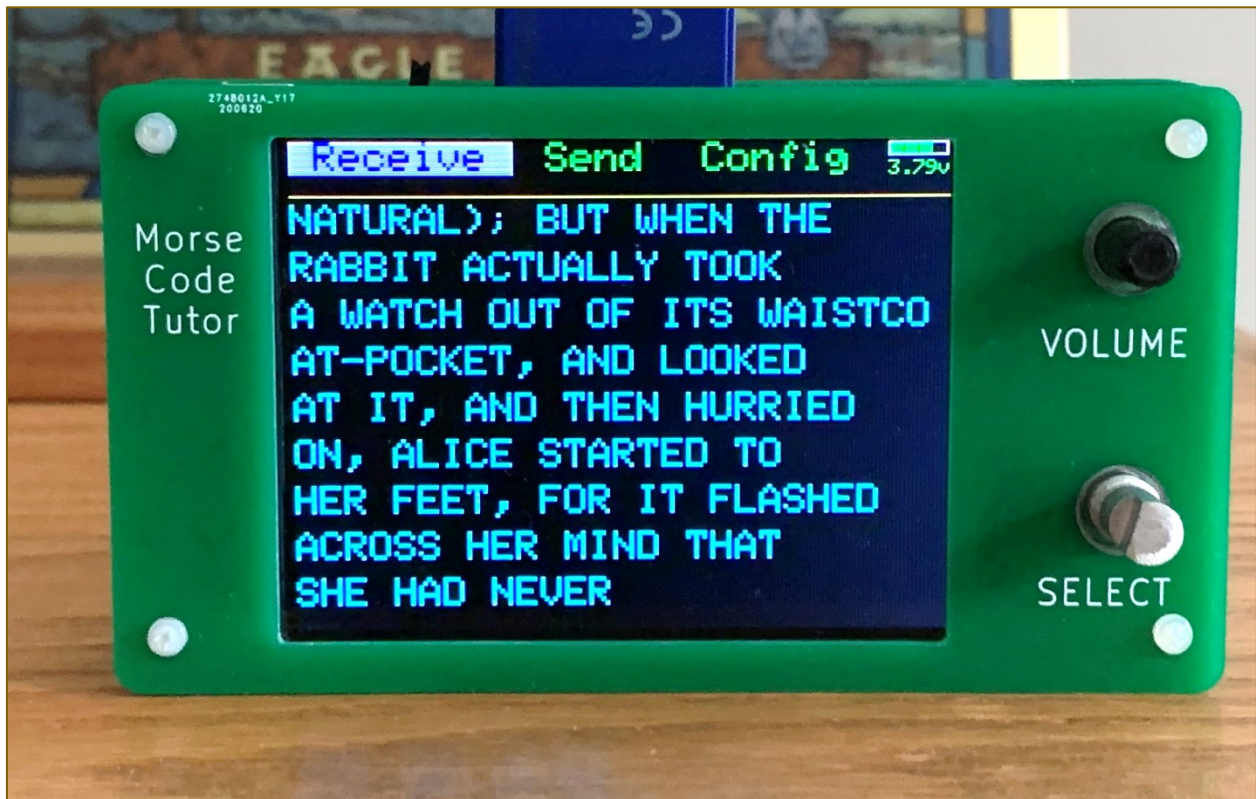 EAGLE
CE
274B012A_Y17
200620
Receive Send Config
3.79v
Morse
Code
Tutor
NATURAL); BUT WHEN THE
RABBIT ACTUALLY TOOK
A WATCH OUT OF ITS WAISTCO
AT-POCKET, AND LOOKED
AT IT, AND THEN HURRIED
ON, ALICE STARTED TO
HER FEET, FOR IT FLASHED
ACROSS HER MIND THAT
SHE HAD NEVER
VOLUME
SELECT